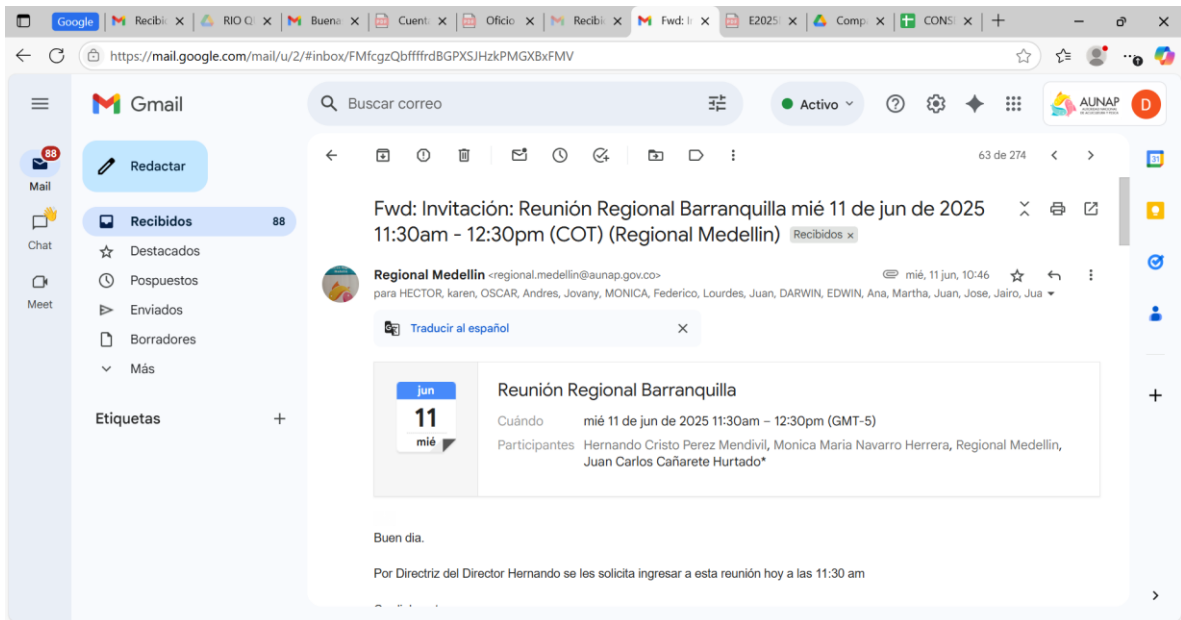 Google
Recibi
RIO Q
Buena
Cuent
Oficio
Recibi
Fwd: I
E2025
Comp
CONS
https://mail.google.com/mail/u/2/#inbox/FMfcgzQbffffrdBGPXSJHzkPMGXBxFMV
Gmail
Buscar correo
Activo
AUNAP
D
88
Mail
Chat
Meet
Redactar
Recibidos 88
Destacados
Pospuestos
Enviados
Borradores
Más
Etiquetas
63 de 274
31
Fwd: Invitación: Reunión Regional Barranquilla mié 11 de jun de 2025
11:30am - 12:30pm (COT) (Regional Medellin) Recibidos x
Regional Medellin <regional.medellin@aunap.gov.co> mié, 11 jun, 10:46
para HECTOR, karen, OSCAR, Andres, Jovany, MONICA, Federico, Lourdes, Juan, DARWIN, EDWIN, Ana, Martha, Juan, Jose, Jairo, Jua
Traducir al español
jun
11
mié
Reunión Regional Barranquilla
Cuándo mié 11 de jun de 2025 11:30am – 12:30pm (GMT-5)
Participantes Hernando Cristo Perez Mendivil, Monica Maria Navarro Herrera, Regional Medellin,
Juan Carlos Cañarete Hurtado*
Buen dia.
Por Directriz del Director Hernando se les solicita ingresar a esta reunión hoy a las 11:30 am